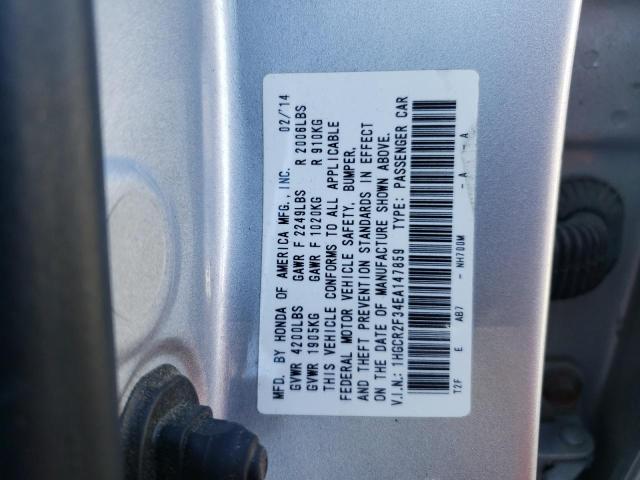 MFD. BY HONDA OF AMERICA MFG., INC. 02/'14
GVWR 4200LBS GAWR F 2249LBS R 2006LBS
GVWR 1905KG GAWR F 1020KG R 910KG
THIS VEHICLE CONFORMS TO ALL APPLICABLE
FEDERAL MOTOR VEHICLE SAFETY, BUMPER,
AND THEFT PREVENTION STANDARDS IN EFFECT
ON THE DATE OF MANUFACTURE SHOWN ABOVE.
V.I.N.: 1HGCR2F34EA147859 TYPE: PASSENGER CAR
T2F E AB7 - NH700M - A - A